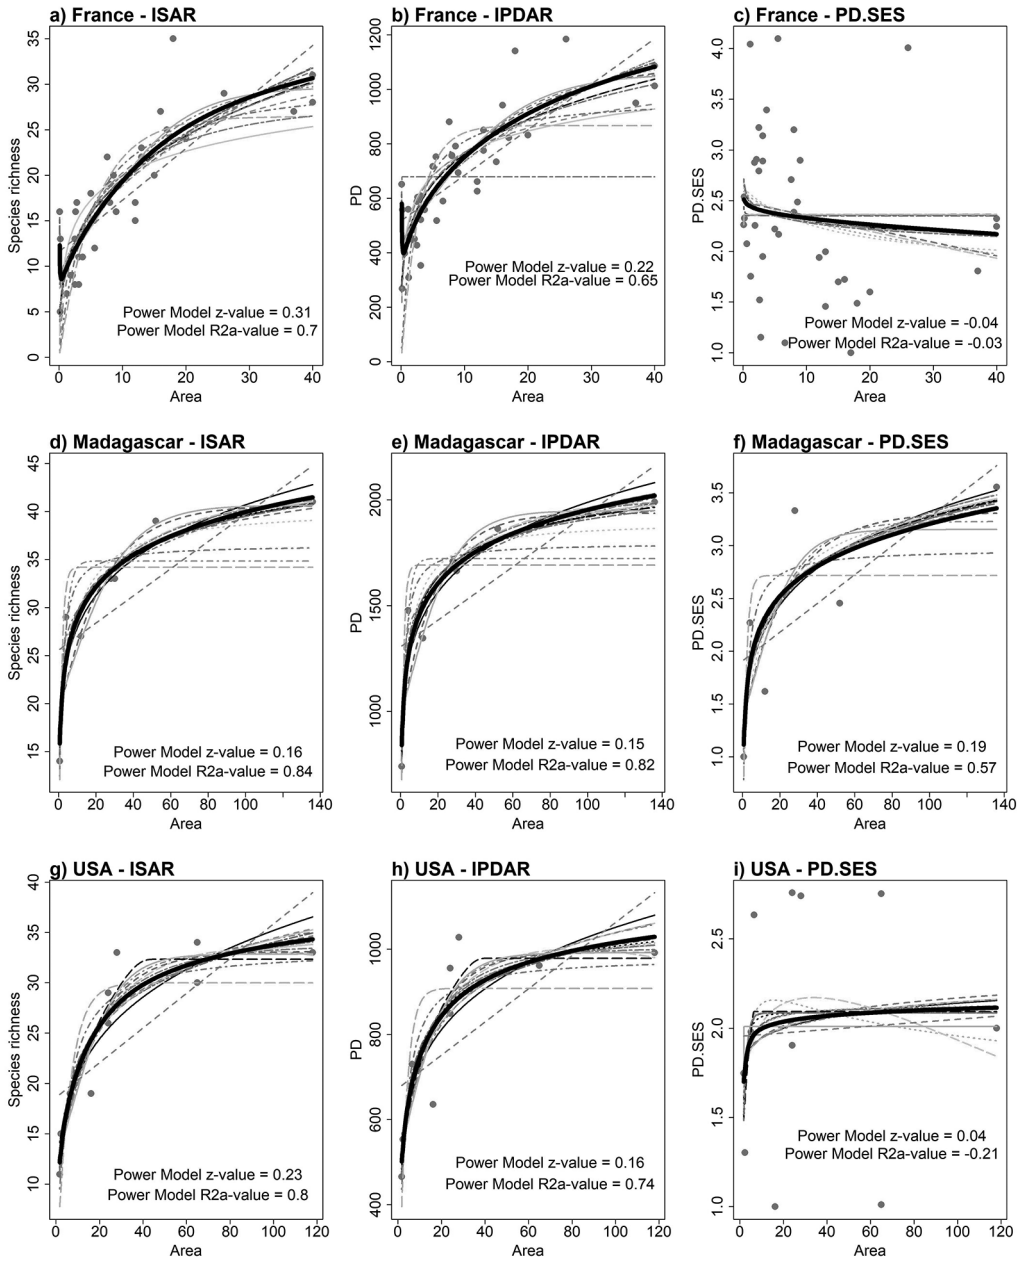 a) France - ISAR
Species richness
35
30
25
20
15
10
5
0
Power Model z-value = 0.31
Power Model R2a-value = 0.7
0 10 20 30 40
Area
b) France - IPDAR
PD
1200
1000
800
600
400
200
0
Power Model z-value = 0.22
Power Model R2a-value = 0.65
0 10 20 30 40
Area
c) France - PD.SES
PD.SES
4.0
3.5
3.0
2.5
2.0
1.5
1.0
Power Model z-value = -0.04
Power Model R2a-value = -0.03
0 10 20 30 40
Area
d) Madagascar - ISAR
Species richness
45
40
35
30
25
20
15
Power Model z-value = 0.16
Power Model R2a-value = 0.84
0 20 40 60 80 100 140
Area
e) Madagascar - IPDAR
PD
2000
1500
1000
Power Model z-value = 0.15
Power Model R2a-value = 0.82
0 20 40 60 80 100 140
Area
f) Madagascar - PD.SES
PD.SES
3.5
3.0
2.5
2.0
1.5
1.0
Power Model z-value = 0.19
Power Model R2a-value = 0.57
0 20 40 60 80 100 140
Area
g) USA - ISAR
Species richness
40
35
30
25
20
15
10
Power Model z-value = 0.23
Power Model R2a-value = 0.8
0 20 40 60 80 100 120
Area
h) USA - IPDAR
PD
1000
800
600
400
Power Model z-value = 0.16
Power Model R2a-value = 0.74
0 20 40 60 80 100 120
Area
i) USA - PD.SES
PD.SES
2.5
2.0
1.5
1.0
Power Model z-value = 0.04
Power Model R2a-value = -0.21
0 20 40 60 80 100 120
Area